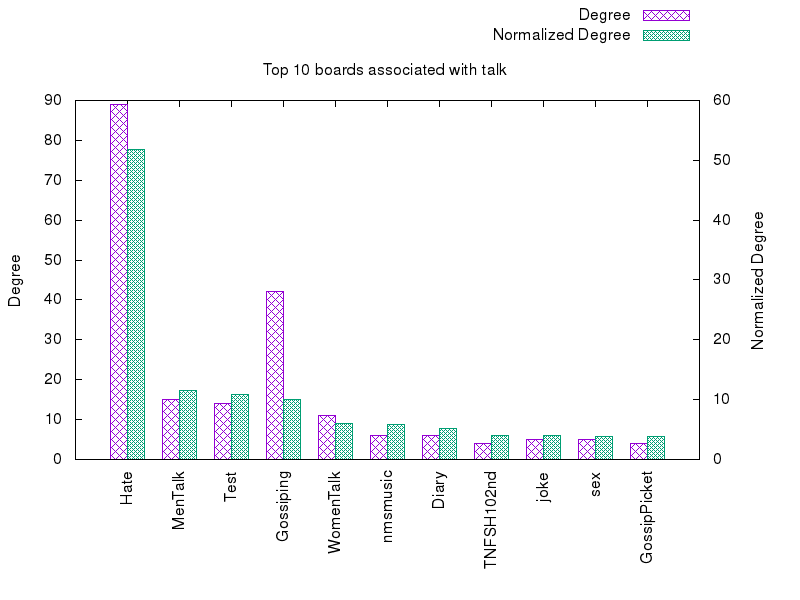 Degree
Normalized Degree
Top 10 boards associated with talk
90
80
70
60
50
40
30
20
10
0
60
50
40
30
20
10
0
Degree
Normalized Degree
Hate
MenTalk
Test
Gossiping
WomenTalk
nmsmusic
Diary
TNFSH102nd
joke
sex
GossipPicket